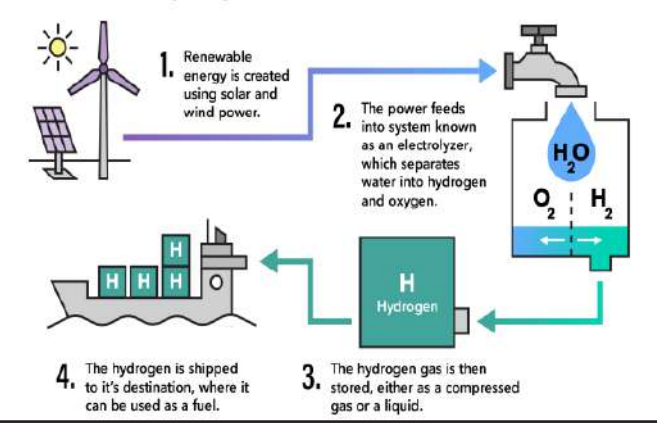 1. Renewable
energy is created
using solar and
wind power.
2. The power feeds
into system known
as an electrolyzer,
which separates
water into hydrogen
and oxygen.
H₂O
O₂ H₂
H
H H H
H
Hydrogen
3. The hydrogen gas is then
stored, either as a compressed
gas or a liquid.
4. The hydrogen is shipped
to it's destination, where it
can be used as a fuel.